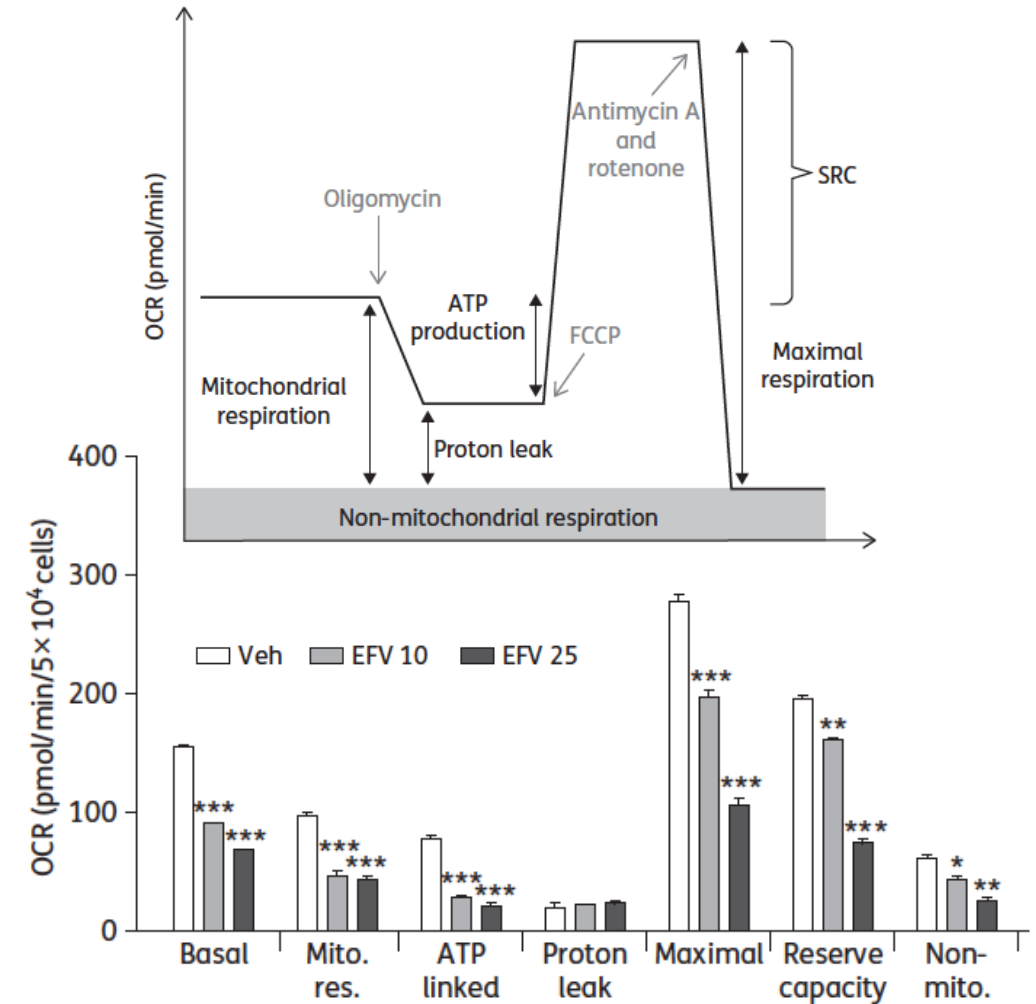 OCR (pmol/min)
Oligomycin
Antimycin A
and
rotenone
SRC
ATP
production
FCCP
Mitochondrial
respiration
Maximal
respiration
Proton leak
Non-mitochondrial respiration
OCR (pmol/min/5× 10⁴ cells)
400
300
200
100
0
Veh
EFV 10
EFV 25
***
***
***
***
***
***
***
***
**
***
*
**
Basal
Mito.
res.
ATP
linked
Proton
leak
Maximal
Reserve
capacity
Non-
mito.